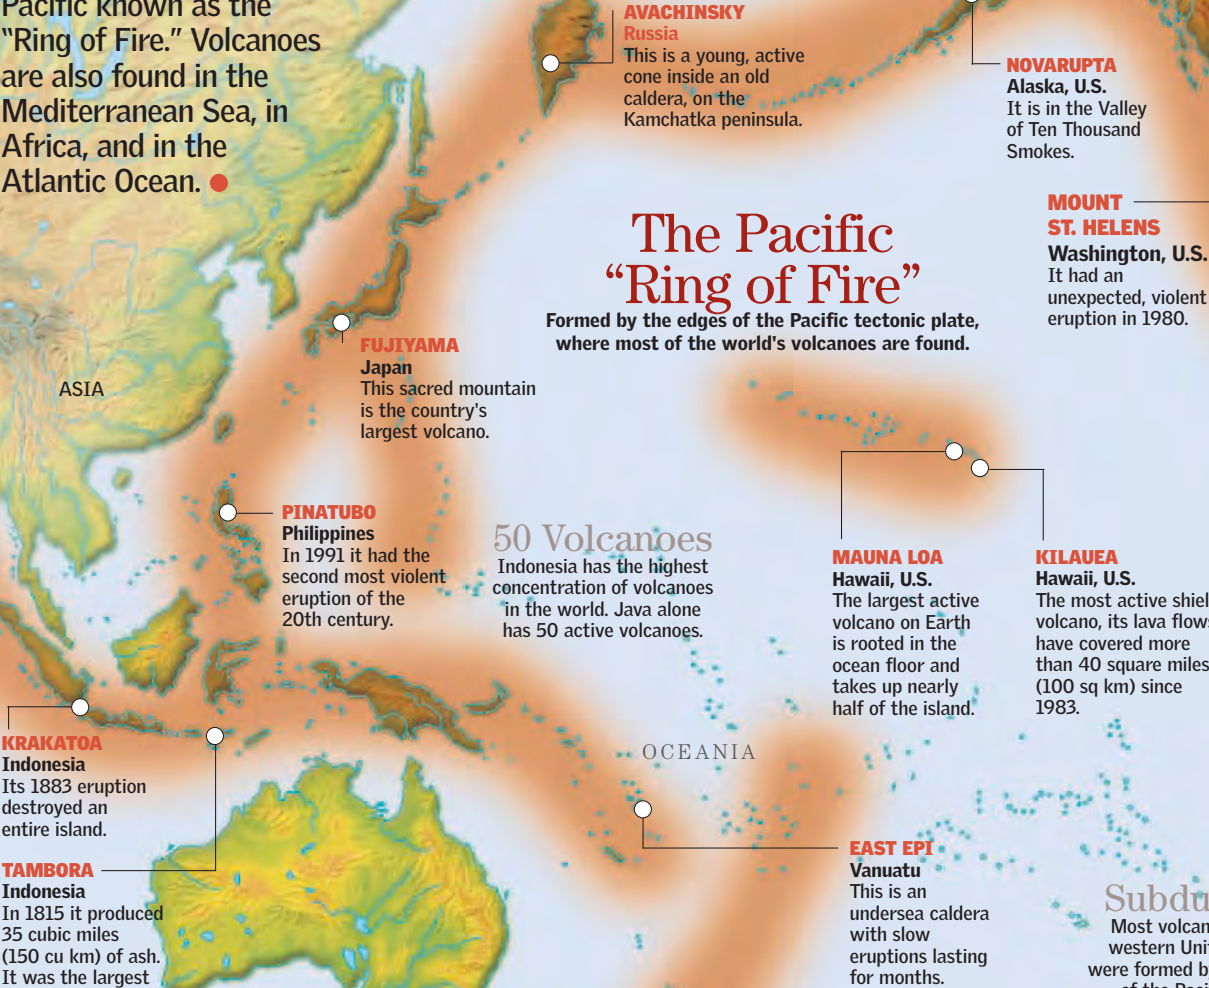 Pacific known as the
“Ring of Fire.” Volcanoes
are also found in the
Mediterranean Sea, in
Africa, and in the
Atlantic Ocean.
AVACHINSKY
Russia
This is a young, active
cone inside an old
caldera, on the
Kamchatka peninsula.
NOVARUPTA
Alaska, U.S.
It is in the Valley
of Ten Thousand
Smokes.
MOUNT
ST. HELENS
Washington, U.S.
It had an
unexpected, violent
eruption in 1980.
The Pacific
“Ring of Fire”
Formed by the edges of the Pacific tectonic plate,
where most of the world's volcanoes are found.
ASIA
FUJIYAMA
Japan
This sacred mountain
is the country's
largest volcano.
PINATUBO
Philippines
In 1991 it had the
second most violent
eruption of the
20th century.
50 Volcanoes
Indonesia has the highest
concentration of volcanoes
in the world. Java alone
has 50 active volcanoes.
MAUNA LOA
Hawaii, U.S.
The largest active
volcano on Earth
is rooted in the
ocean floor and
takes up nearly
half of the island.
KILAUEA
Hawaii, U.S.
The most active shiel
volcano, its lava flows
have covered more
than 40 square miles
(100 sq km) since
1983.
KRAKATOA
Indonesia
Its 1883 eruption
destroyed an
entire island.
OCEANIA
TAMBORA
Indonesia
In 1815 it produced
35 cubic miles
(150 cu km) of ash.
It was the largest
EAST EPI
Vanuatu
This is an
undersea caldera
with slow
eruptions lasting
for months.
Subdu
Most volcan
western Unit
were formed b
of the Paci